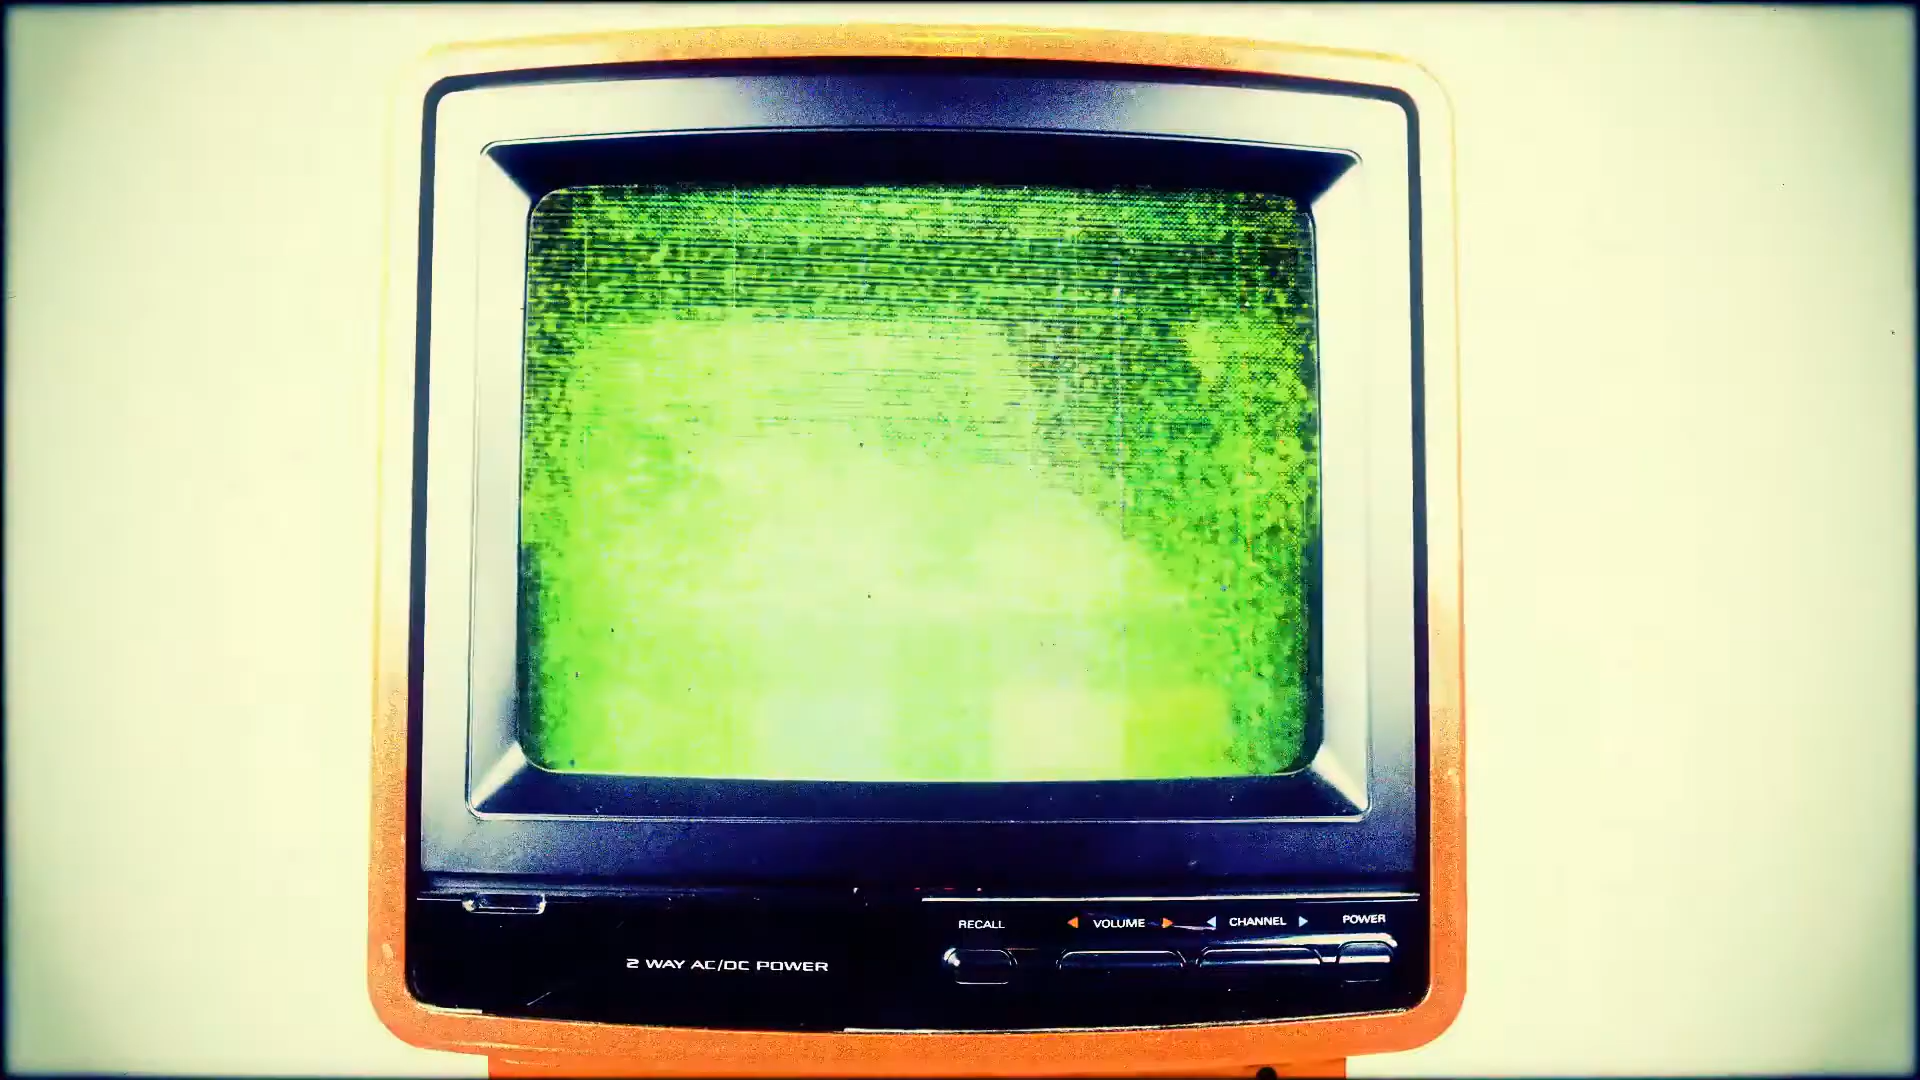 RECALL
◀ VOLUME ▶
◀ CHANNEL ▶
POWER
2 WAY AC/DC POWER